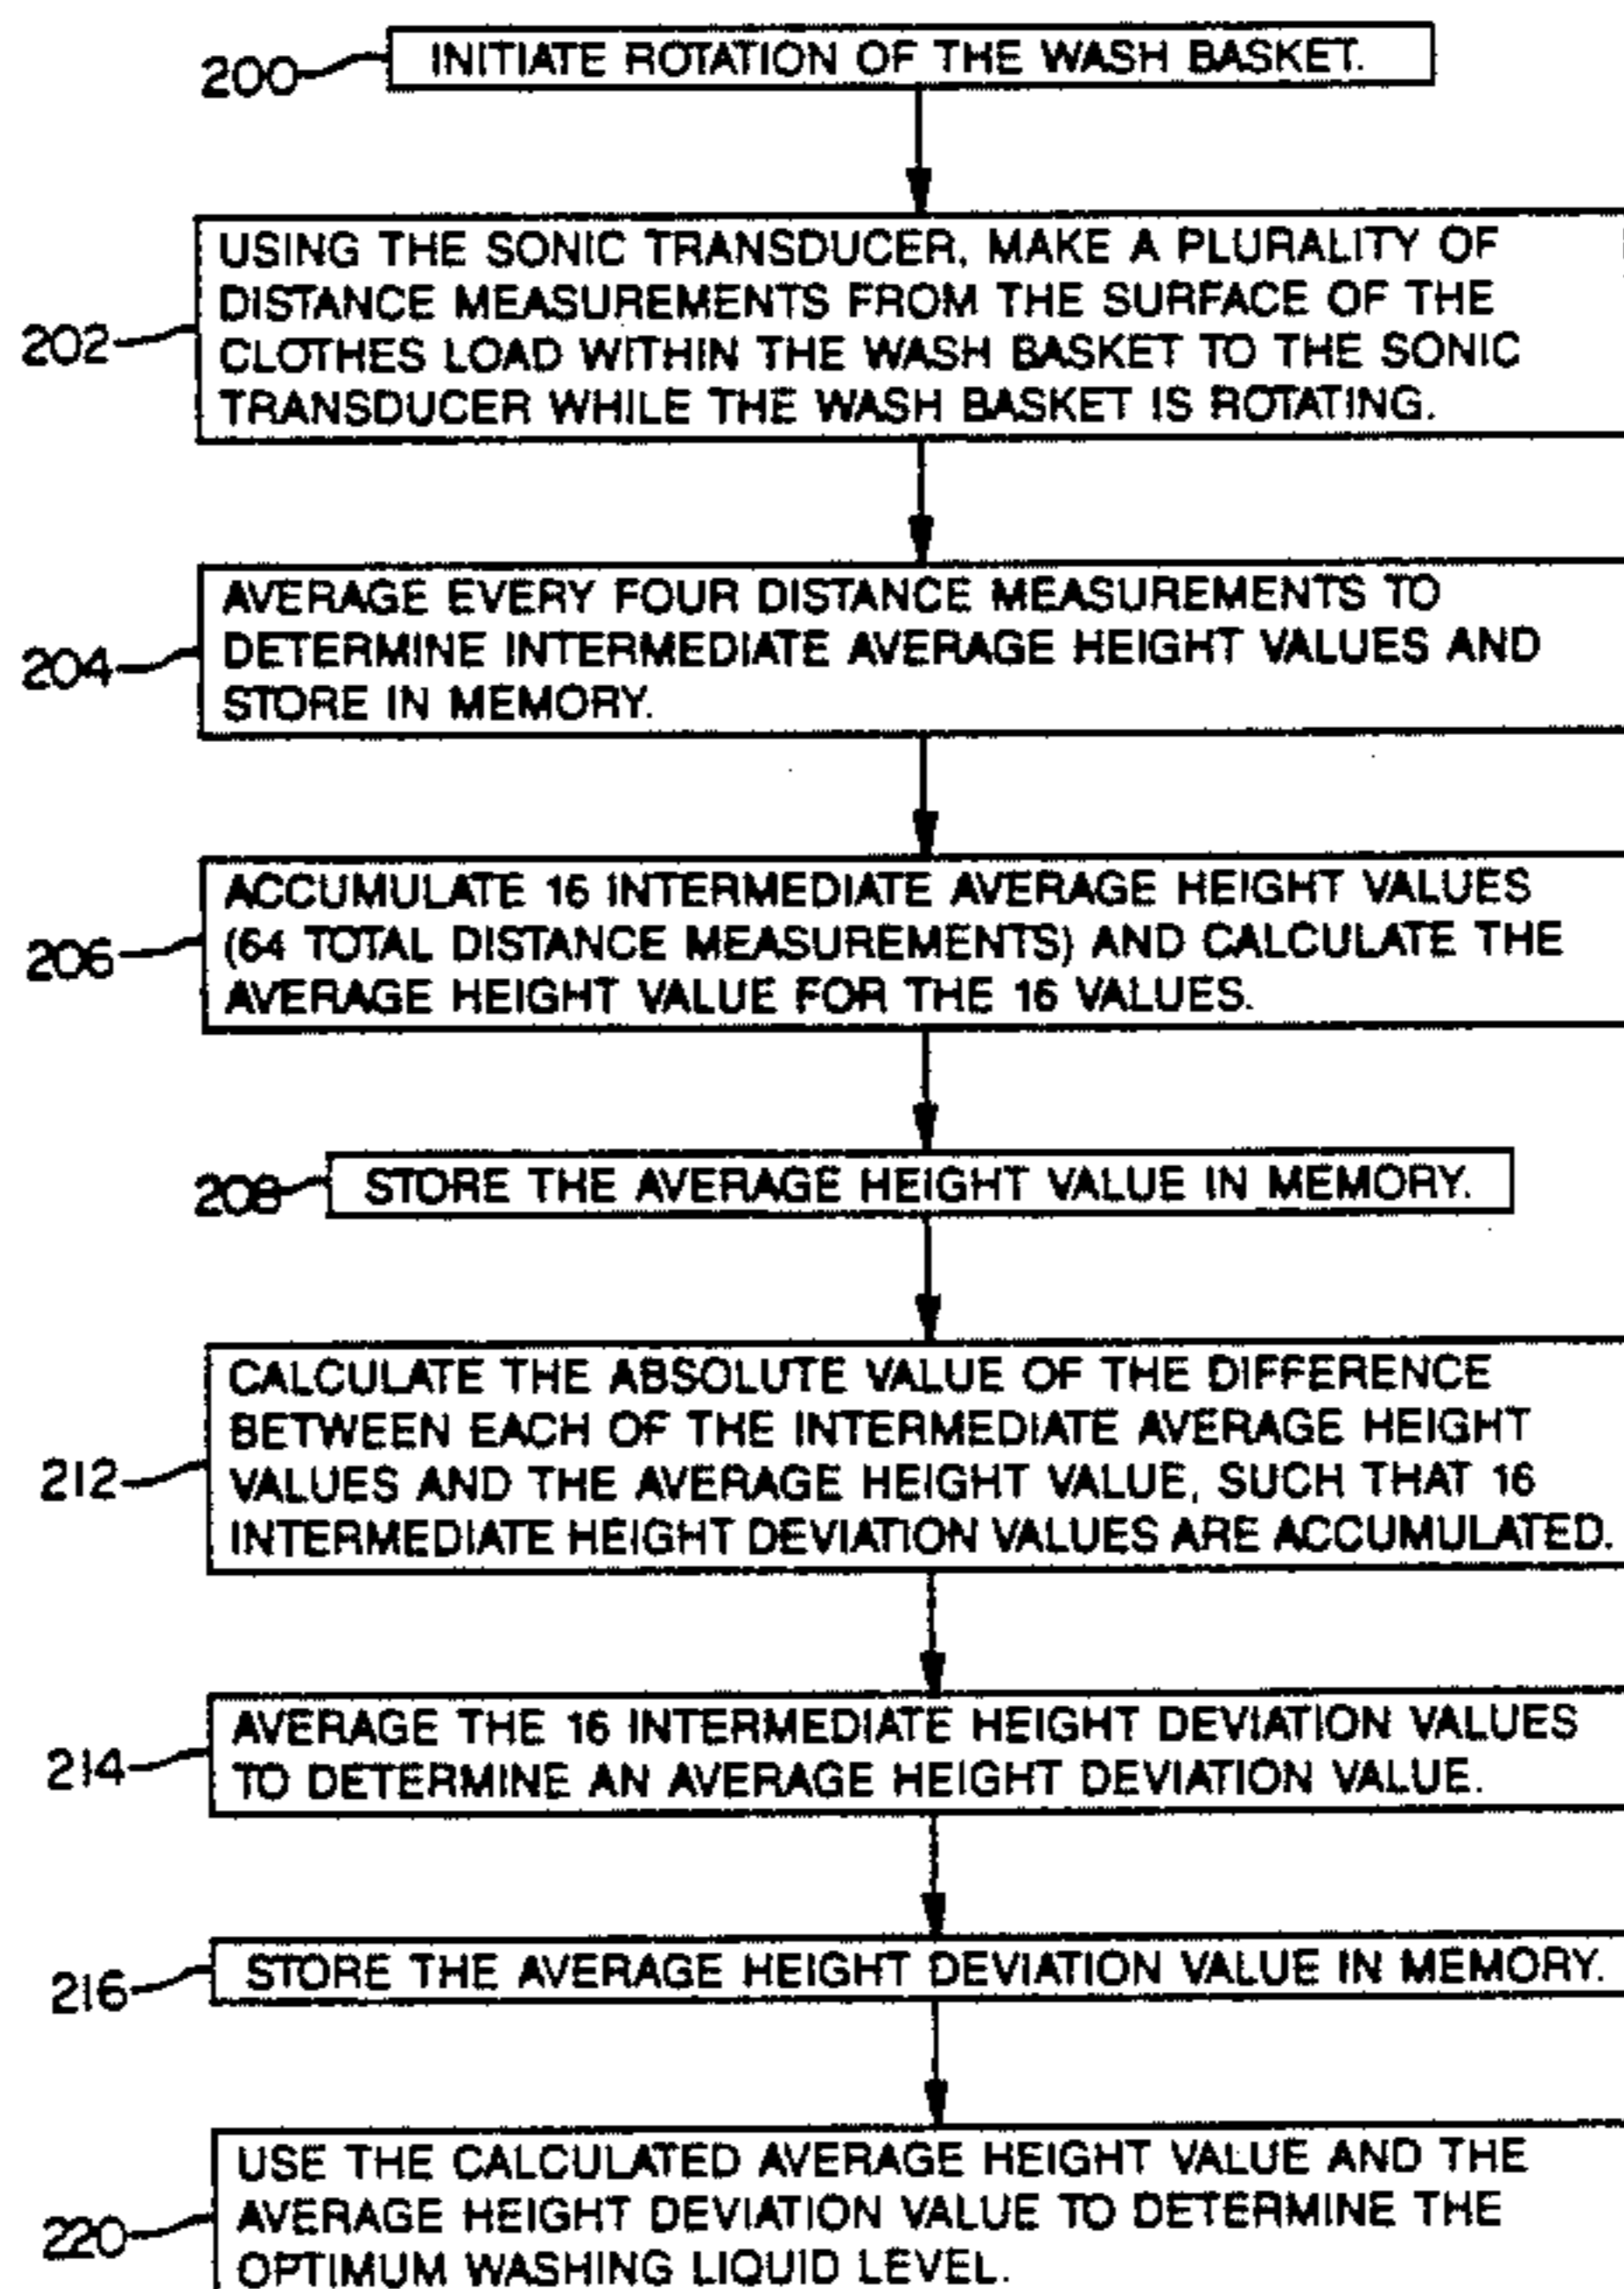 200
INITIATE ROTATION OF THE WASH BASKET.
202
USING THE SONIC TRANSDUCER, MAKE A PLURALITY OF
DISTANCE MEASUREMENTS FROM THE SURFACE OF THE
CLOTHES LOAD WITHIN THE WASH BASKET TO THE SONIC
TRANSDUCER WHILE THE WASH BASKET IS ROTATING.
204
AVERAGE EVERY FOUR DISTANCE MEASUREMENTS TO
DETERMINE INTERMEDIATE AVERAGE HEIGHT VALUES AND
STORE IN MEMORY.
206
ACCUMULATE 16 INTERMEDIATE AVERAGE HEIGHT VALUES
(64 TOTAL DISTANCE MEASUREMENTS) AND CALCULATE THE
AVERAGE HEIGHT VALUE FOR THE 16 VALUES.
208
STORE THE AVERAGE HEIGHT VALUE IN MEMORY.
212
CALCULATE THE ABSOLUTE VALUE OF THE DIFFERENCE
BETWEEN EACH OF THE INTERMEDIATE AVERAGE HEIGHT
VALUES AND THE AVERAGE HEIGHT VALUE, SUCH THAT 16
INTERMEDIATE HEIGHT DEVIATION VALUES ARE ACCUMULATED.
214
AVERAGE THE 16 INTERMEDIATE HEIGHT DEVIATION VALUES
TO DETERMINE AN AVERAGE HEIGHT DEVIATION VALUE.
216
STORE THE AVERAGE HEIGHT DEVIATION VALUE IN MEMORY.
220
USE THE CALCULATED AVERAGE HEIGHT VALUE AND THE
AVERAGE HEIGHT DEVIATION VALUE TO DETERMINE THE
OPTIMUM WASHING LIQUID LEVEL.